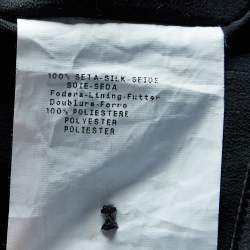 100% SETA-SILK-SEIDE
SOIE-SEDA
Fodera-Lining-Futter
Doublure-Forro
100% POLIESTERE
POLYESTER
POLIESTER